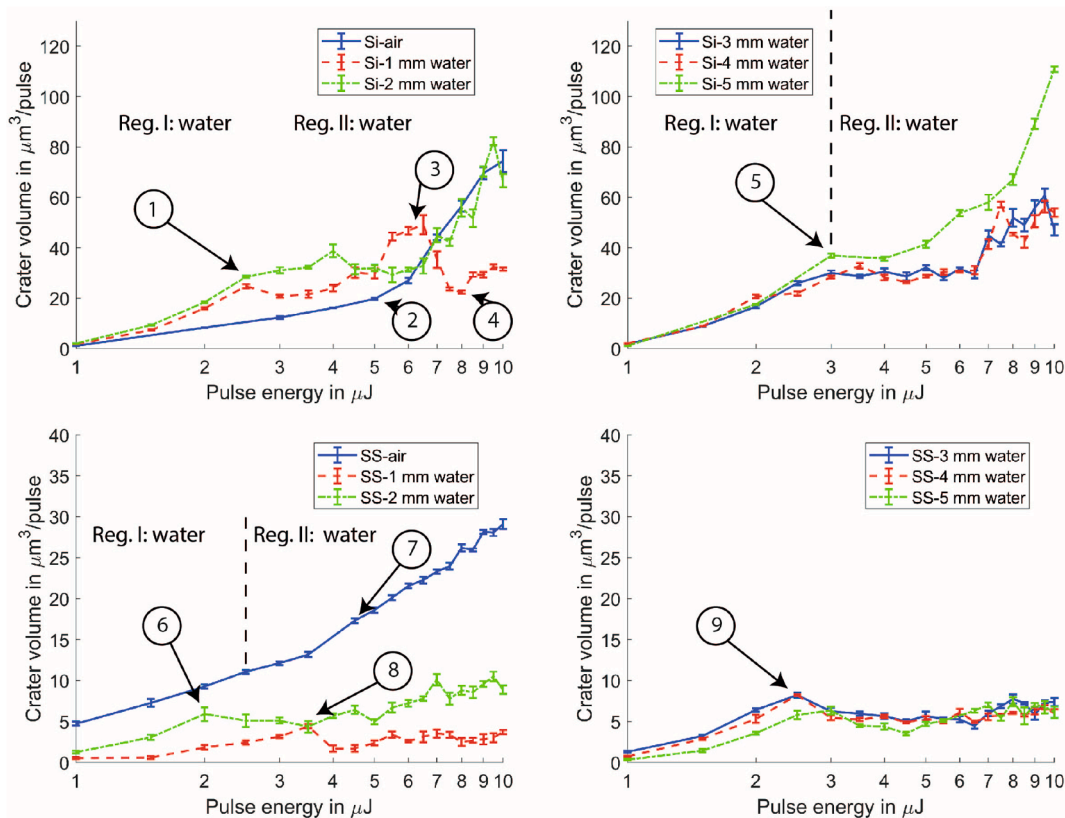 Crater volume in μm³/pulse
120
100
80
60
40
20
0
Si-air
Si-1 mm water
Si-2 mm water
Reg. I: water
Reg. II: water
1
2
3
4
1 2 3 4 5 6 7 8 9 10
Pulse energy in μJ
Crater volume in μm³/pulse
120
100
80
60
40
20
0
Si-3 mm water
Si-4 mm water
Si-5 mm water
Reg. I: water
Reg. II: water
5
1 2 3 4 5 6 7 8 9 10
Pulse energy in μJ
Crater volume in μm³/pulse
40
35
30
25
20
15
10
5
0
SS-air
SS-1 mm water
SS-2 mm water
Reg. I: water
Reg. II: water
6
7
8
1 2 3 4 5 6 7 8 9 10
Pulse energy in μJ
Crater volume in μm³/pulse
40
35
30
25
20
15
10
5
0
SS-3 mm water
SS-4 mm water
SS-5 mm water
9
1 2 3 4 5 6 7 8 9 10
Pulse energy in μJ